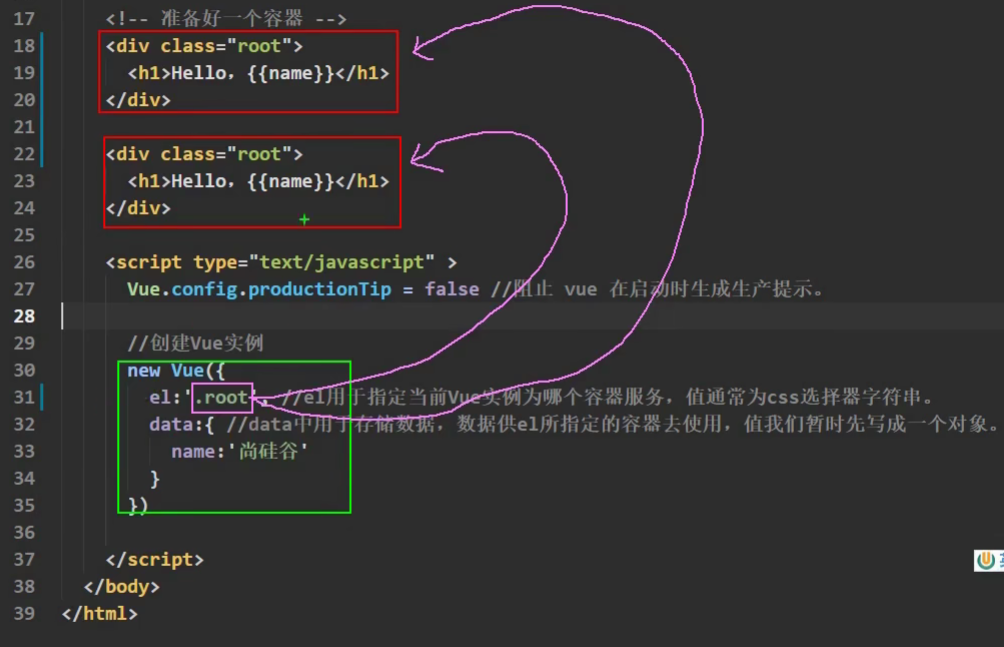 17 <!-- 准备好一个容器 -->
18 <div class="root">
19 <h1>Hello，{{name}}</h1>
20 </div>
21
22 <div class="root">
23 <h1>Hello，{{name}}</h1>
24 </div>
25
26 <script type="text/javascript" >
27 Vue.config.productionTip = false //阻止 vue 在启动时生成生产提示。
28
29 //创建Vue实例
30 new Vue({
31 el:'.root', //el用于指定当前Vue实例为哪个容器服务，值通常为css选择器字符串。
32 data:{ //data中用于存储数据，数据供el所指定的容器去使用，值我们暂时先写成一个对象。
33 name:'尚硅谷'
34 }
35 })
36
37 </script>
38 </body>
39 </html>